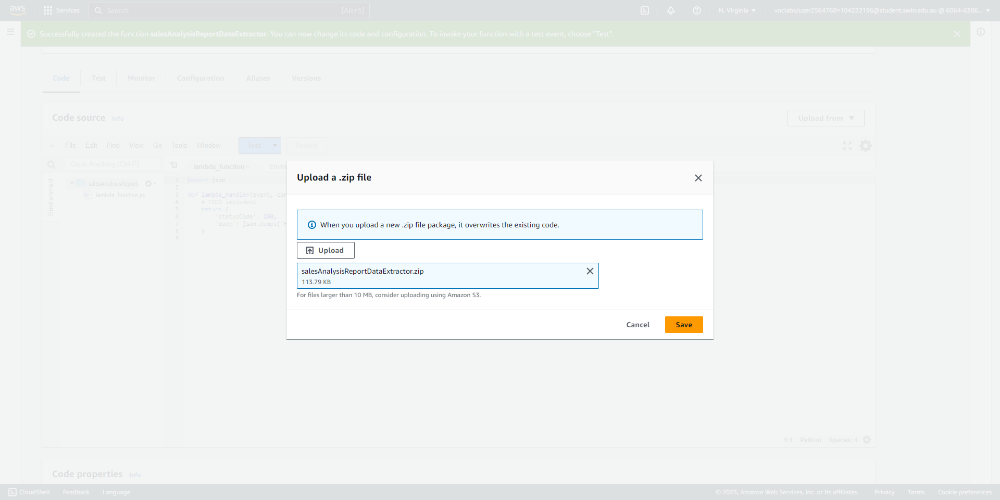 aws
Services
Search
[Alt+S]
N. Virginia
voclabs/user2564760=104222196@student.swin.edu.au @ 6064-6306...
Successfully created the function salesAnalysisReportDataExtractor. You can now change its code and configuration. To invoke your function with a test event, choose "Test".
Code
Test
Monitor
Configuration
Aliases
Versions
Code source
Info
Upload from
File
Edit
Find
View
Go
Tools
Window
Test
Deploy
Go to Anything (Ctrl-P)
lambda_function
Environment
salesAnalysisReport
lambda_function.py
1 import json
2
3 def lambda_handler(event, con
4 # TODO implement
5 return {
6 'statusCode': 200,
7 'body': json.dumps('
8 }
9
Upload a .zip file
When you upload a new .zip file package, it overwrites the existing code.
Upload
salesAnalysisReportDataExtractor.zip
113.79 KB
For files larger than 10 MB, consider uploading using Amazon S3.
Cancel
Save
1:1
Python
Spaces: 4
Code properties
Info
CloudShell
Feedback
Language
© 2023, Amazon Web Services, Inc. or its affiliates.
Privacy
Terms
Cookie preferences